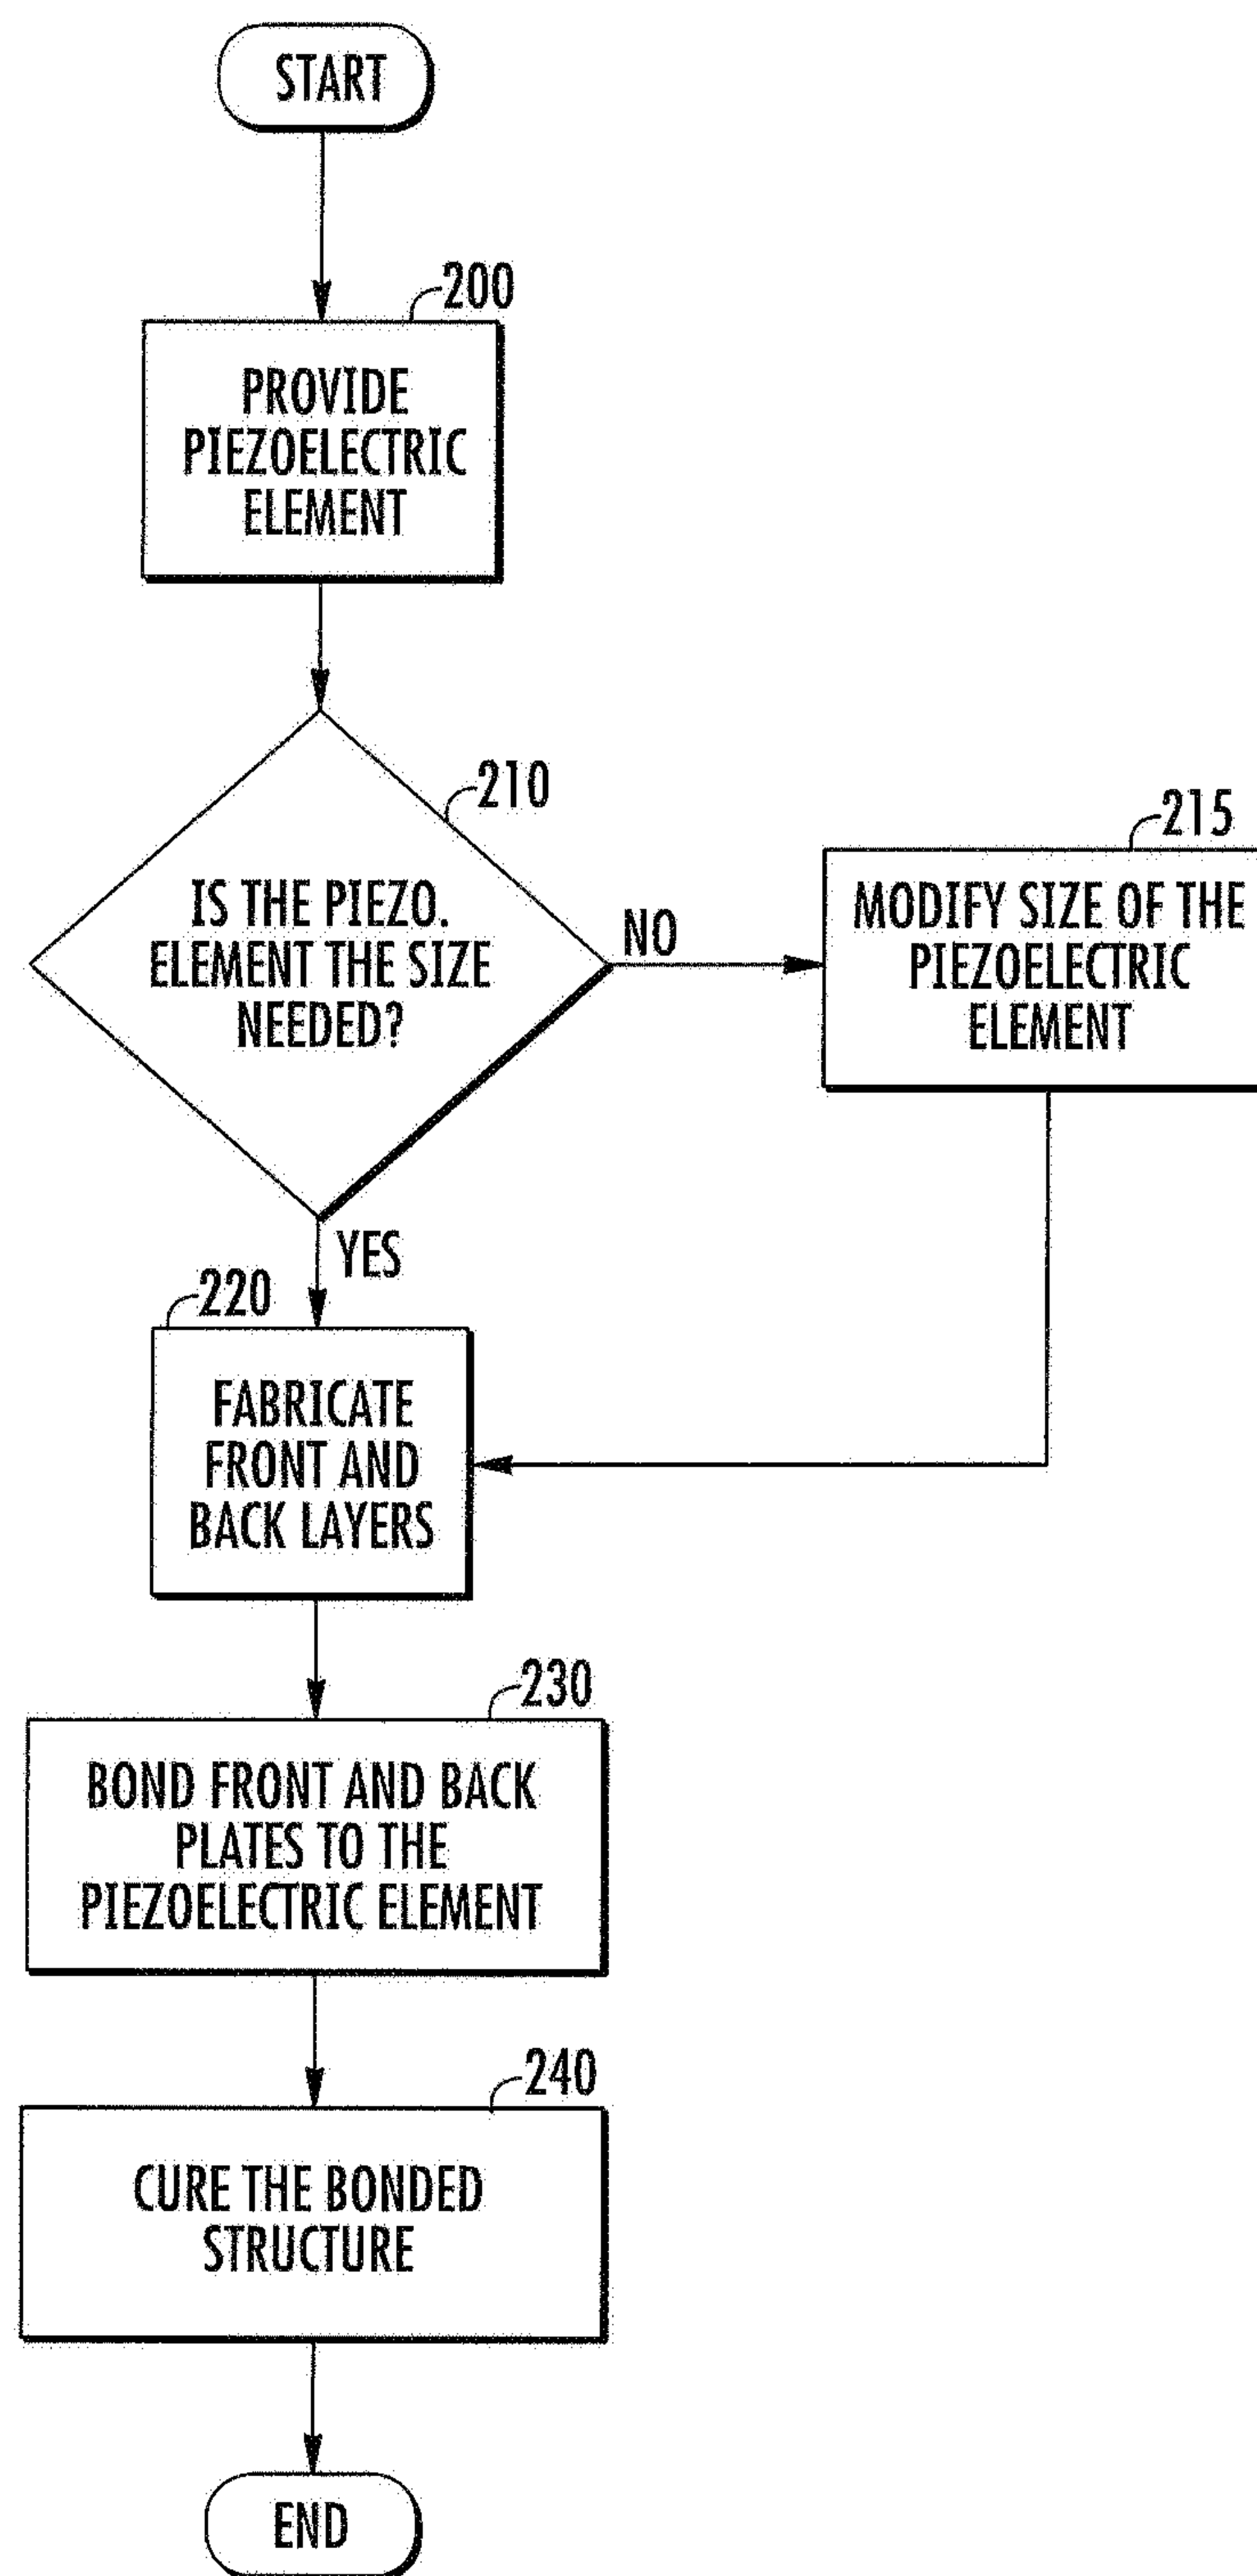 START
200
PROVIDE
PIEZOELECTRIC
ELEMENT
210
IS THE PIEZO.
ELEMENT THE SIZE
NEEDED?
NO
215
MODIFY SIZE OF THE
PIEZOELECTRIC
ELEMENT
YES
220
FABRICATE
FRONT AND
BACK LAYERS
230
BOND FRONT AND BACK
PLATES TO THE
PIEZOELECTRIC ELEMENT
240
CURE THE BONDED
STRUCTURE
END